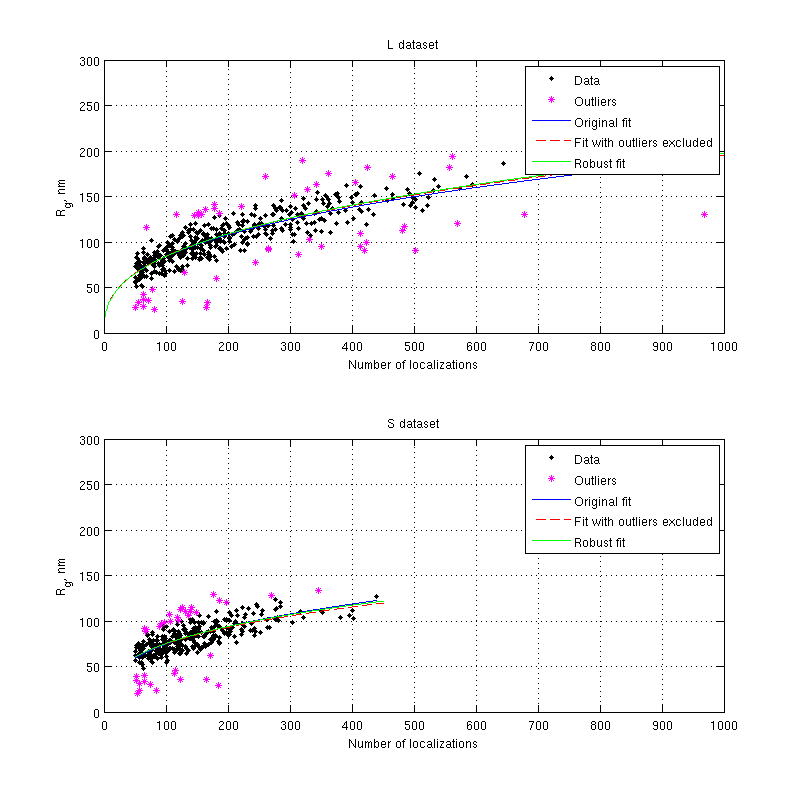 L dataset
300
250
200
150
100
50
0
Rg, nm
Data
Outliers
Original fit
Fit with outliers excluded
Robust fit
0 100 200 300 400 500 600 700 800 900 1000
Number of localizations
S dataset
300
250
200
150
100
50
0
Rg, nm
Data
Outliers
Original fit
Fit with outliers excluded
Robust fit
0 100 200 300 400 500 600 700 800 900 1000
Number of localizations